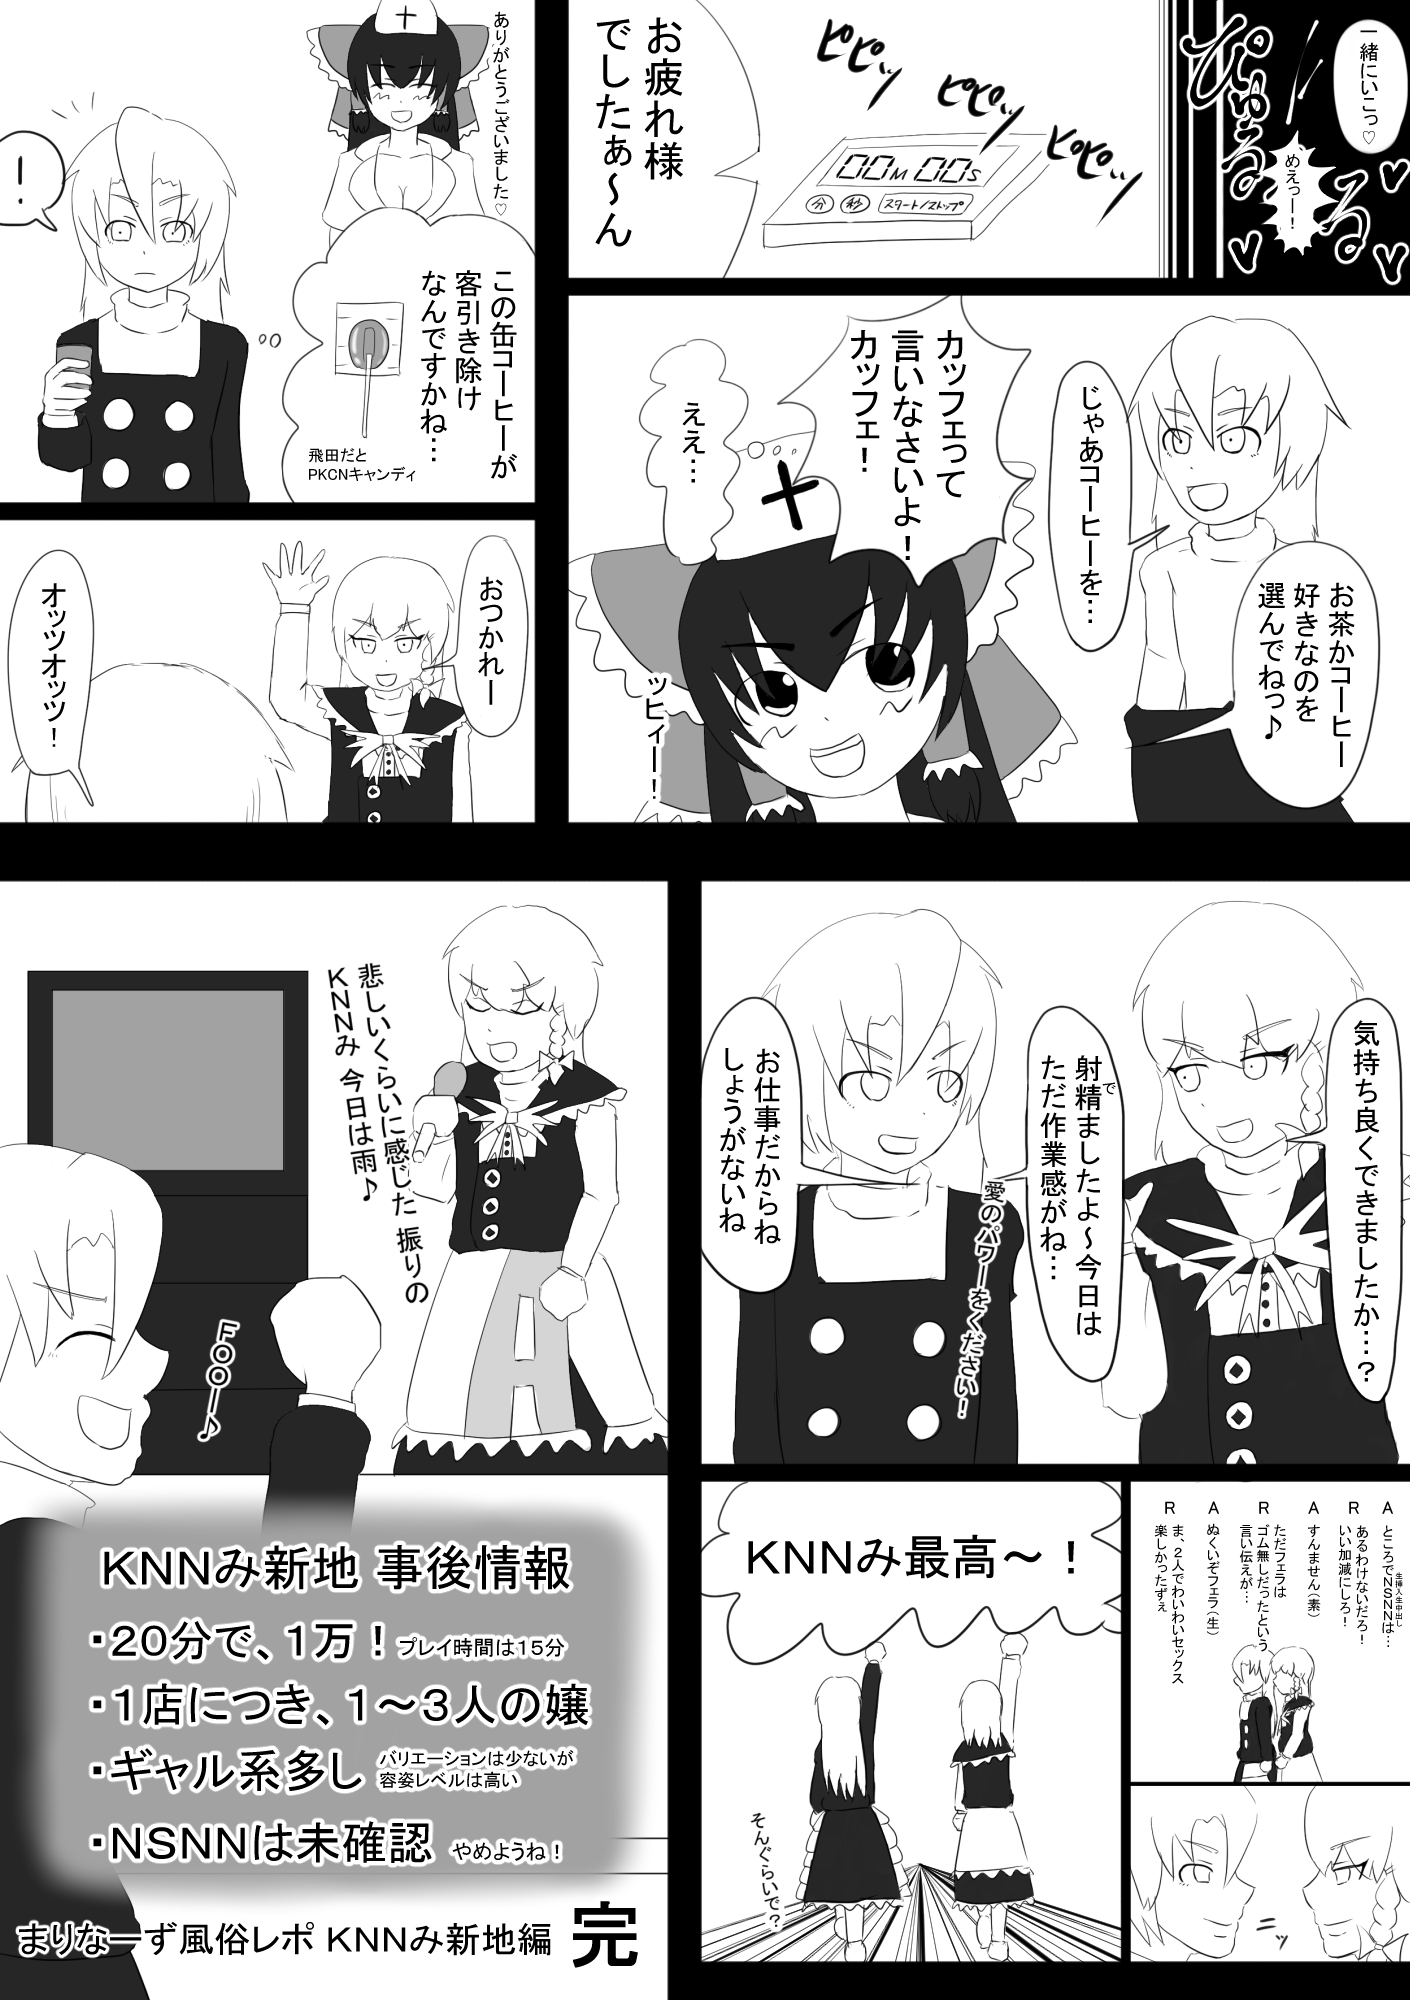 一緒にいこっ♡
ぴゅるる
めえっー！
ピピッ
ピピッ
ピピッ
00M 00S
分
秒
スタート/ストップ
お疲れ様
でしたぁ～ん
お茶かコーヒー
好きなのを
選んでねっ♪
じゃあコーヒーを…
カッフェって
言いなさいよ！
カッフェ！
ええ…
ッヒィー！
ありがとうございました♡
！
この缶コーヒーが
客引き除け
なんですかね…
飛田だと
PKCNキャンディ
おつかれー
オッツオッツ！
気持ち良くできましたか…？
射精ましたよ～今日は
で
ただ作業感がね…
愛のパワーをください！
お仕事だからね
しょうがないね
A ところでNSNNは…
生挿入生中出し
R あるわけないだろ！
いい加減にしろ！
A すんません（素）
R ただフェラは
ゴム無しだったという
言い伝えが…
A ぬくいぞフェラ（生）
R ま、2人でわいわいセックス
楽しかったずぇ
ニッ
KNNみ最高～！
そんぐらいで？
悲しいくらいに感じた 振りの
KNNみ 今日は雨♪
FOO！♪
KNNみ新地 事後情報
・20分で、1万！ プレイ時間は15分
・1店につき、1～3人の嬢
・ギャル系多し バリエーションは少ないが
容姿レベルは高い
・NSNNは未確認 やめようね！
まりなーず風俗レポ KNNみ新地編 完